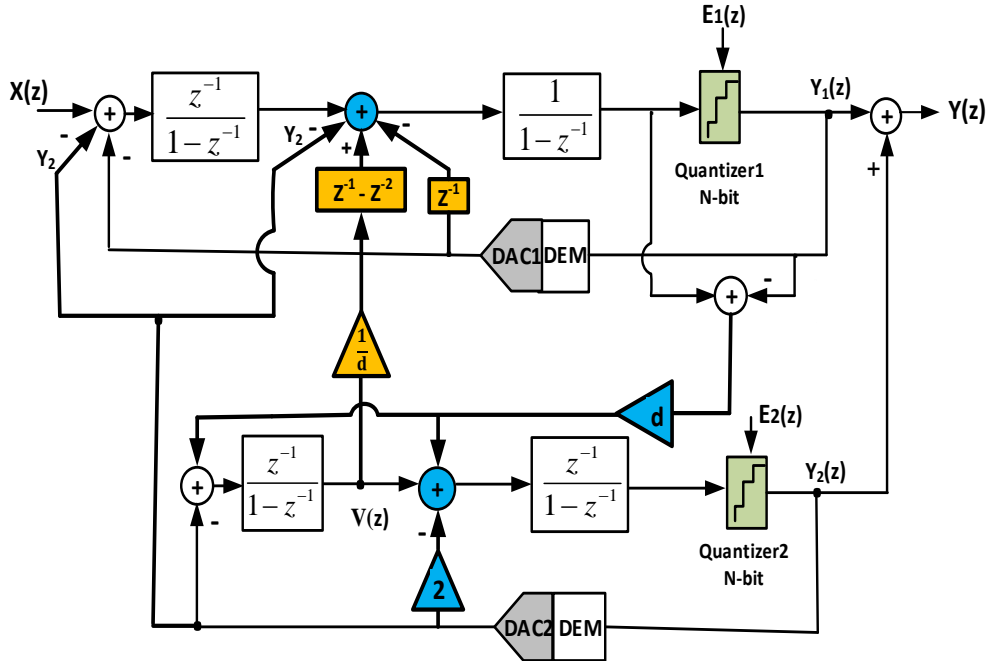 E1(z)
X(z)
+
-
-
Y2
z⁻¹
1 − z⁻¹
+
Y2
-
-
+
Z⁻¹ - Z⁻²
Z⁻¹
1
1 − z⁻¹
Quantizer1
N-bit
Y1(z)
+
+
Y(z)
DAC1
DEM
+
-
1
d
d
E2(z)
+
-
z⁻¹
1 − z⁻¹
V(z)
+
-
2
z⁻¹
1 − z⁻¹
Quantizer2
N-bit
Y2(z)
DAC2
DEM